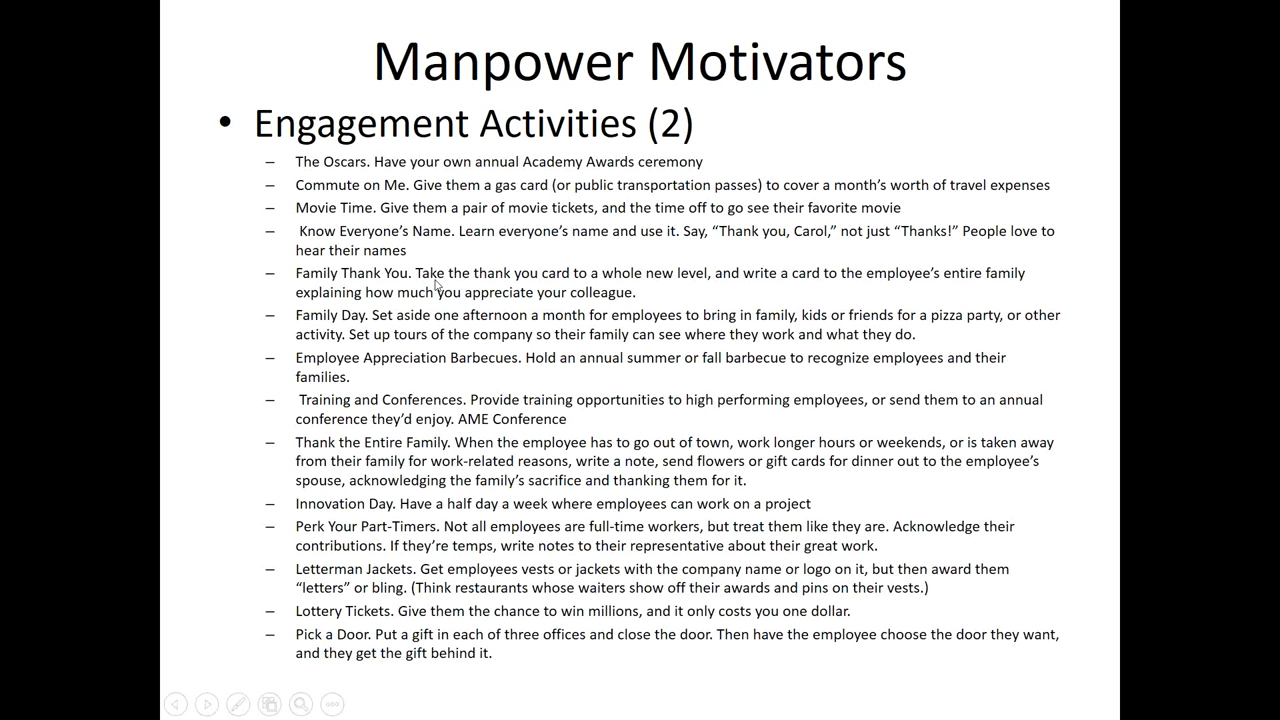 Manpower Motivators
• Engagement Activities (2)
– The Oscars. Have your own annual Academy Awards ceremony
– Commute on Me. Give them a gas card (or public transportation passes) to cover a month’s worth of travel expenses
– Movie Time. Give them a pair of movie tickets, and the time off to go see their favorite movie
– Know Everyone’s Name. Learn everyone’s name and use it. Say, “Thank you, Carol,” not just “Thanks!” People love to
hear their names
– Family Thank You. Take the thank you card to a whole new level, and write a card to the employee’s entire family
explaining how much you appreciate your colleague.
– Family Day. Set aside one afternoon a month for employees to bring in family, kids or friends for a pizza party, or other
activity. Set up tours of the company so their family can see where they work and what they do.
– Employee Appreciation Barbecues. Hold an annual summer or fall barbecue to recognize employees and their
families.
– Training and Conferences. Provide training opportunities to high performing employees, or send them to an annual
conference they’d enjoy. AME Conference
– Thank the Entire Family. When the employee has to go out of town, work longer hours or weekends, or is taken away
from their family for work-related reasons, write a note, send flowers or gift cards for dinner out to the employee’s
spouse, acknowledging the family’s sacrifice and thanking them for it.
– Innovation Day. Have a half day a week where employees can work on a project
– Perk Your Part-Timers. Not all employees are full-time workers, but treat them like they are. Acknowledge their
contributions. If they’re temps, write notes to their representative about their great work.
– Letterman Jackets. Get employees vests or jackets with the company name or logo on it, but then award them
“letters” or bling. (Think restaurants whose waiters show off their awards and pins on their vests.)
– Lottery Tickets. Give them the chance to win millions, and it only costs you one dollar.
– Pick a Door. Put a gift in each of three offices and close the door. Then have the employee choose the door they want,
and they get the gift behind it.